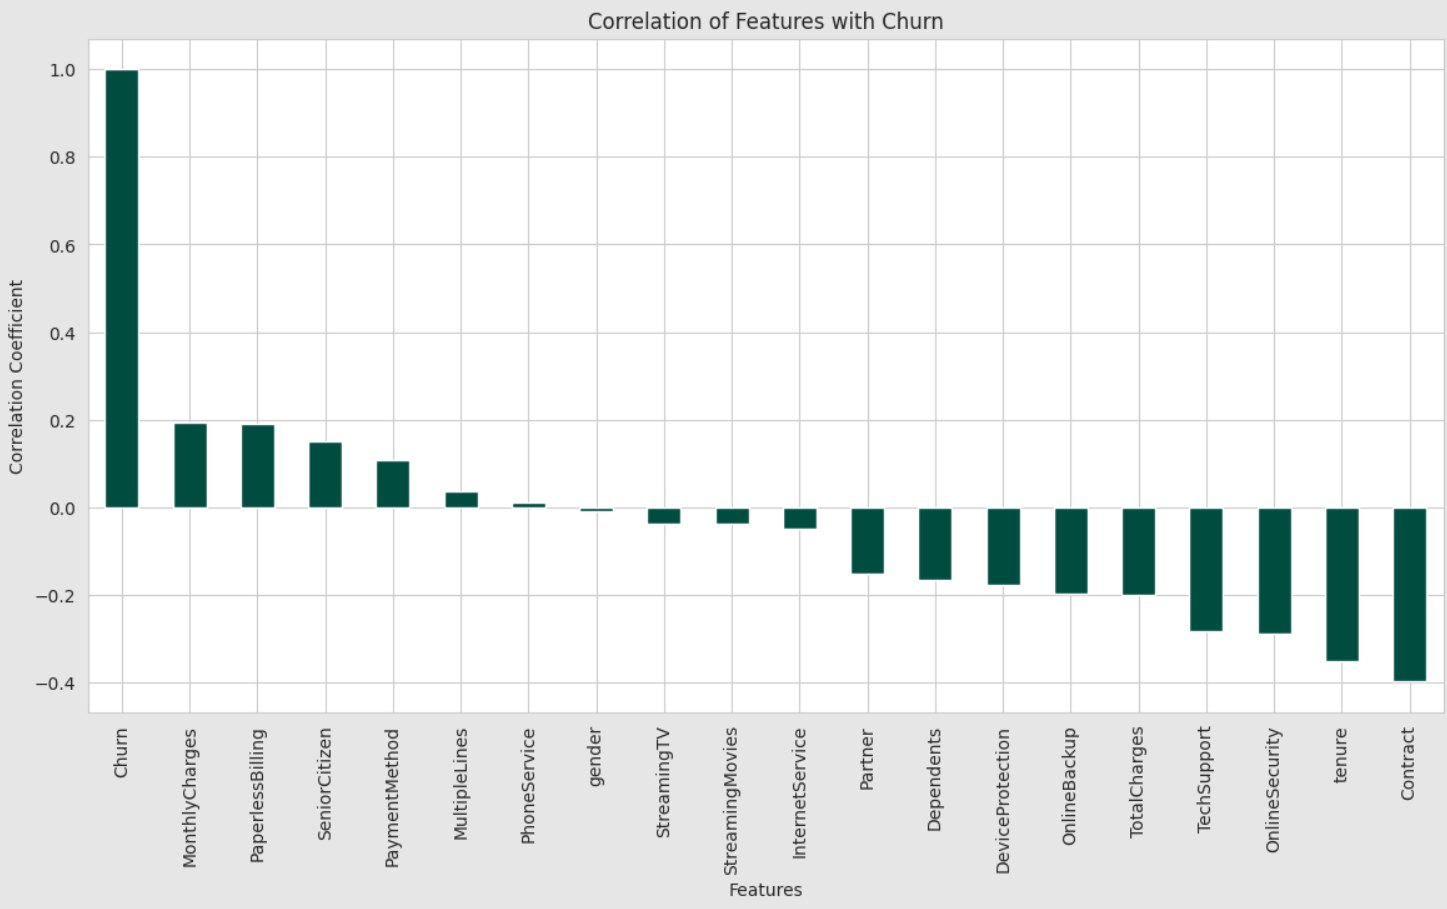 Correlation of Features with Churn
Correlation Coefficient
1.0
0.8
0.6
0.4
0.2
0.0
−0.2
−0.4
Churn
MonthlyCharges
PaperlessBilling
SeniorCitizen
PaymentMethod
MultipleLines
PhoneService
gender
StreamingTV
StreamingMovies
InternetService
Partner
Dependents
DeviceProtection
OnlineBackup
TotalCharges
TechSupport
OnlineSecurity
tenure
Contract
Features